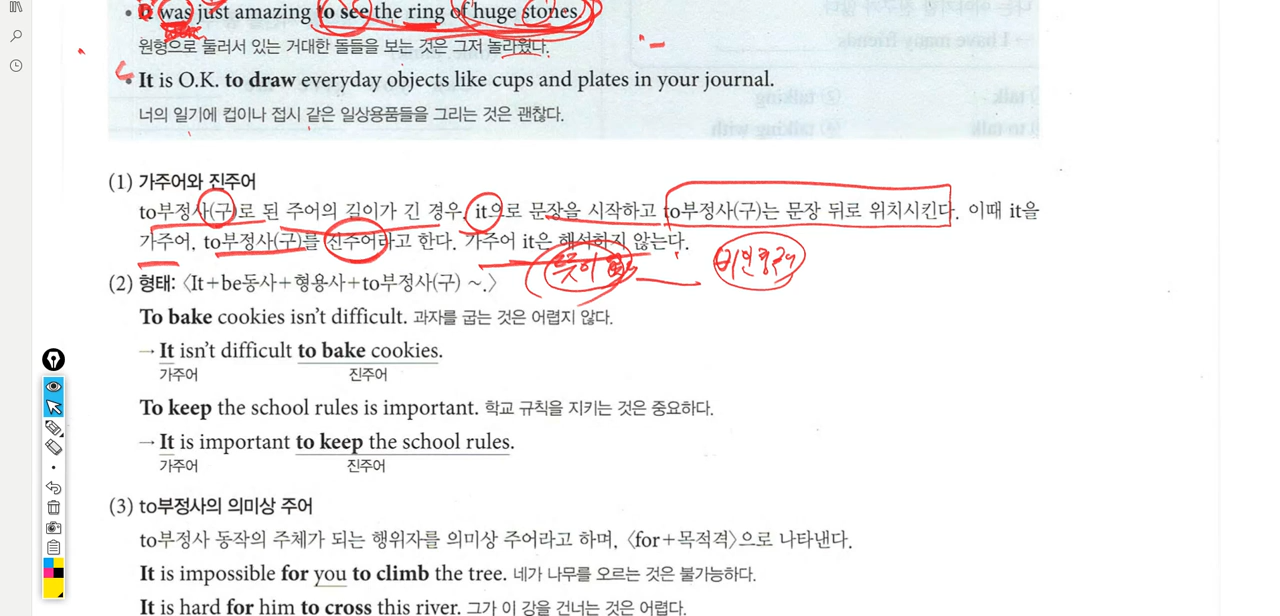 • It was just amazing to see the ring of huge stones.
원형으로 둘러서 있는 거대한 돌들을 보는 것은 그저 놀라웠다.
• It is O.K. to draw everyday objects like cups and plates in your journal.
너의 일기에 컵이나 접시 같은 일상용품들을 그리는 것은 괜찮다.
(1) 가주어와 진주어
to부정사(구)로 된 주어의 길이가 긴 경우, it으로 문장을 시작하고 to부정사(구)는 문장 뒤로 위치시킨다. 이때 it을
가주어, to부정사(구)를 진주어라고 한다. 가주어 it은 해석하지 않는다.
뜻이
비인칭주어
(2) 형태: 〈It+be동사+형용사+to부정사(구) ~.〉
To bake cookies isn't difficult. 과자를 굽는 것은 어렵지 않다.
→ It isn't difficult to bake cookies.
가주어 진주어
To keep the school rules is important. 학교 규칙을 지키는 것은 중요하다.
→ It is important to keep the school rules.
가주어 진주어
(3) to부정사의 의미상 주어
to부정사 동작의 주체가 되는 행위자를 의미상 주어라고 하며, 〈for+목적격〉으로 나타낸다.
It is impossible for you to climb the tree. 네가 나무를 오르는 것은 불가능하다.
It is hard for him to cross this river. 그가 이 강을 건너는 것은 어렵다.